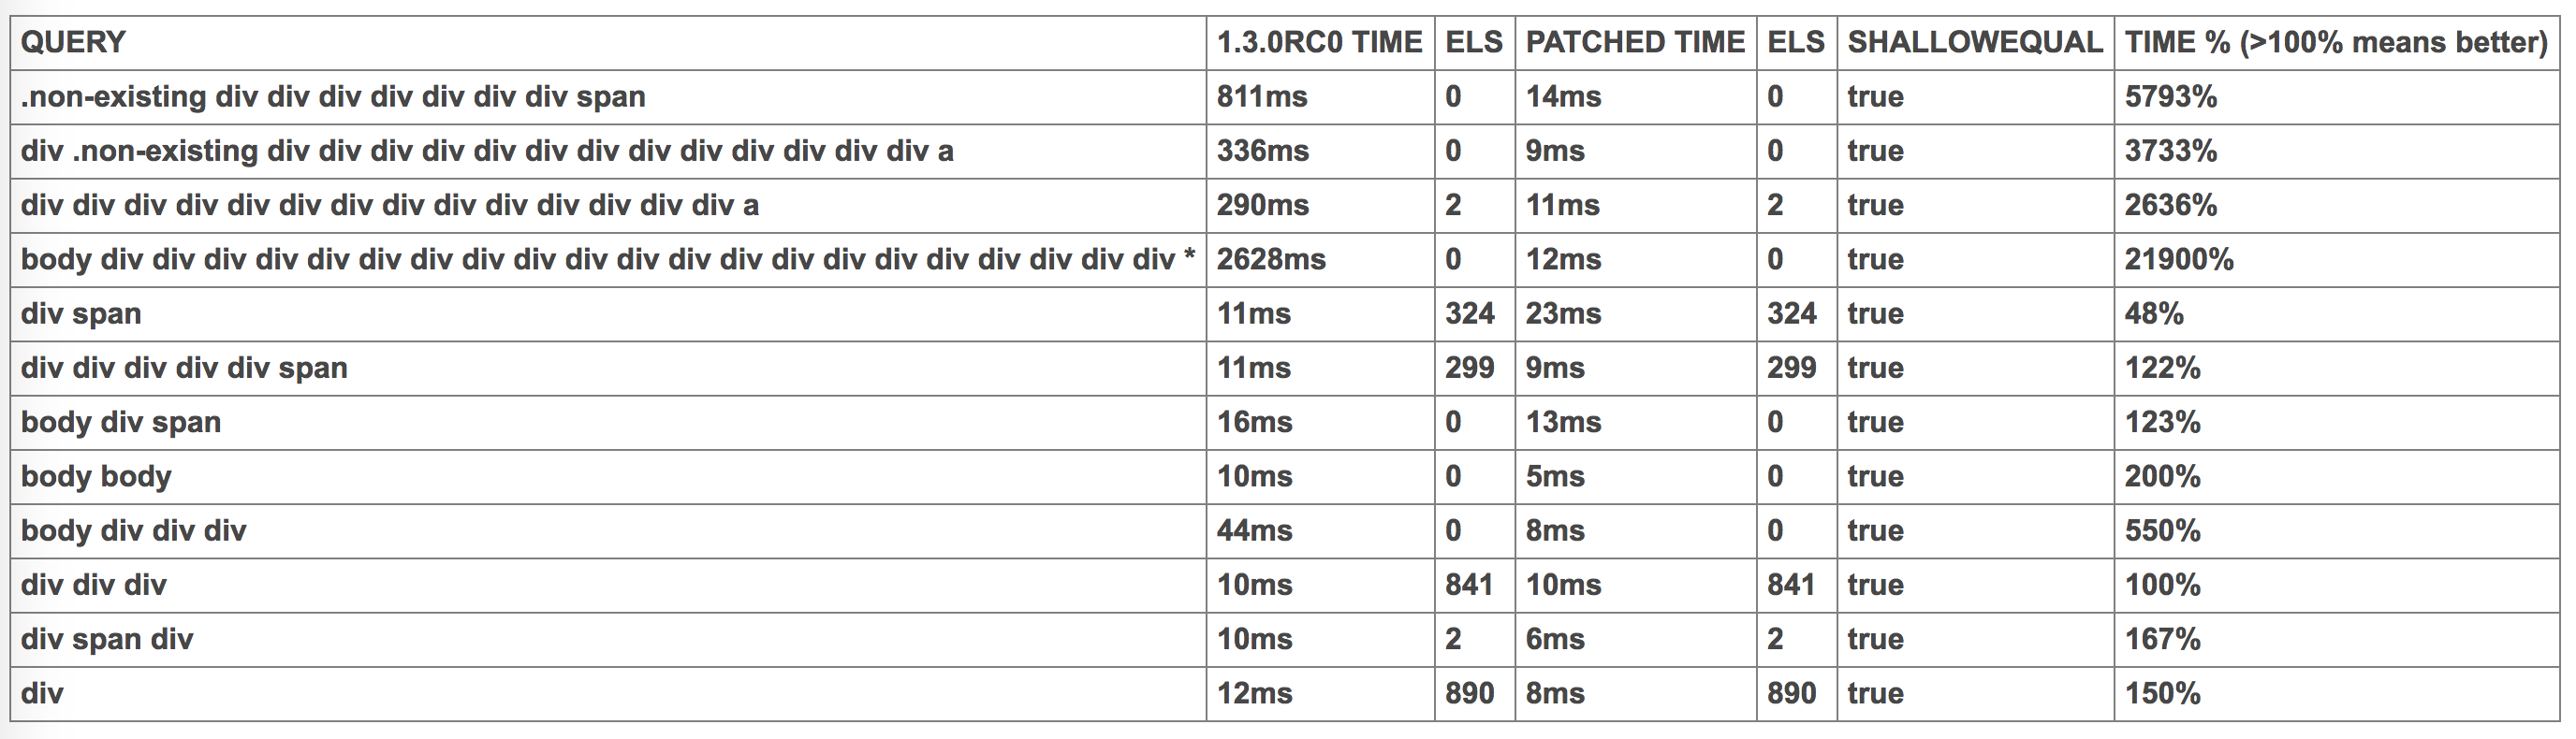 QUERY 1.3.0RC0 TIME ELS PATCHED TIME ELS SHALLOWEQUAL TIME % (>100% means better)
.non-existing div div div div div div div span 811ms 0 14ms 0 true 5793%
div .non-existing div div div div div div div div div div div div div a 336ms 0 9ms 0 true 3733%
div div div div div div div div div div div div div div a 290ms 2 11ms 2 true 2636%
body div div div div div div div div div div div div div div div div div div div div div * 2628ms 0 12ms 0 true 21900%
div span 11ms 324 23ms 324 true 48%
div div div div div span 11ms 299 9ms 299 true 122%
body div span 16ms 0 13ms 0 true 123%
body body 10ms 0 5ms 0 true 200%
body div div div 44ms 0 8ms 0 true 550%
div div div 10ms 841 10ms 841 true 100%
div span div 10ms 2 6ms 2 true 167%
div 12ms 890 8ms 890 true 150%